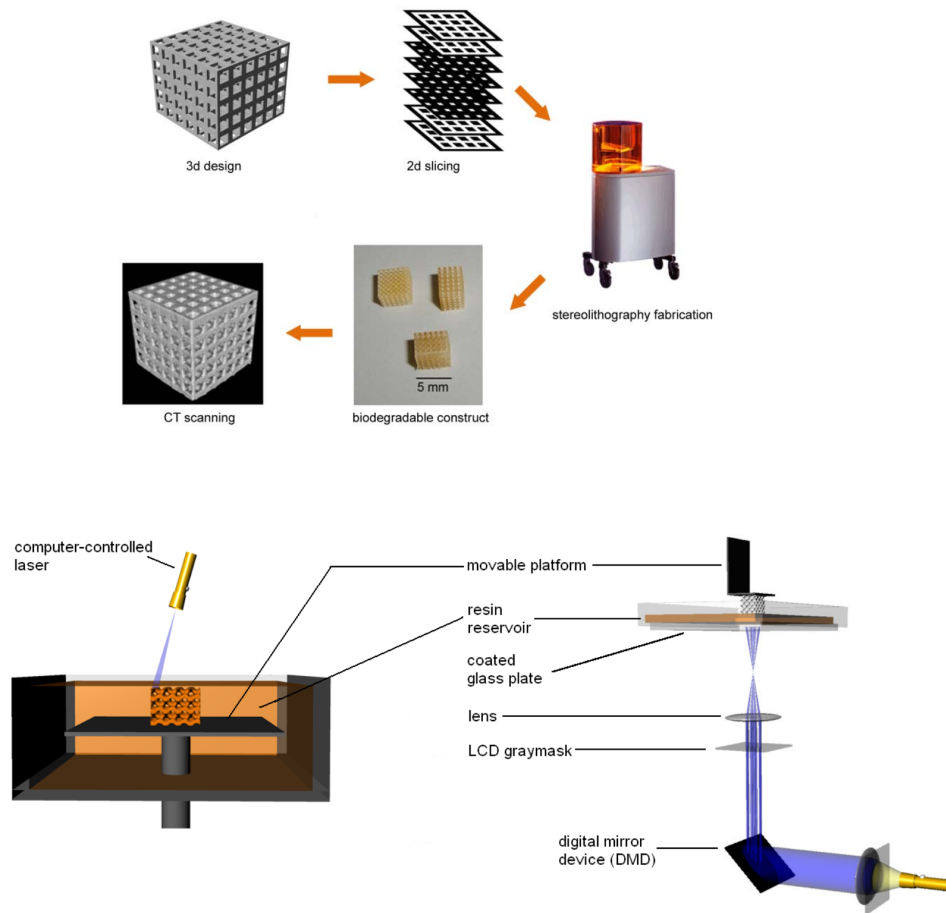 3d design
2d slicing
stereolithography fabrication
5 mm
CT scanning
biodegradable construct
computer-controlled
laser
movable platform
resin
reservoir
coated
glass plate
lens
LCD graymask
digital mirror
device (DMD)